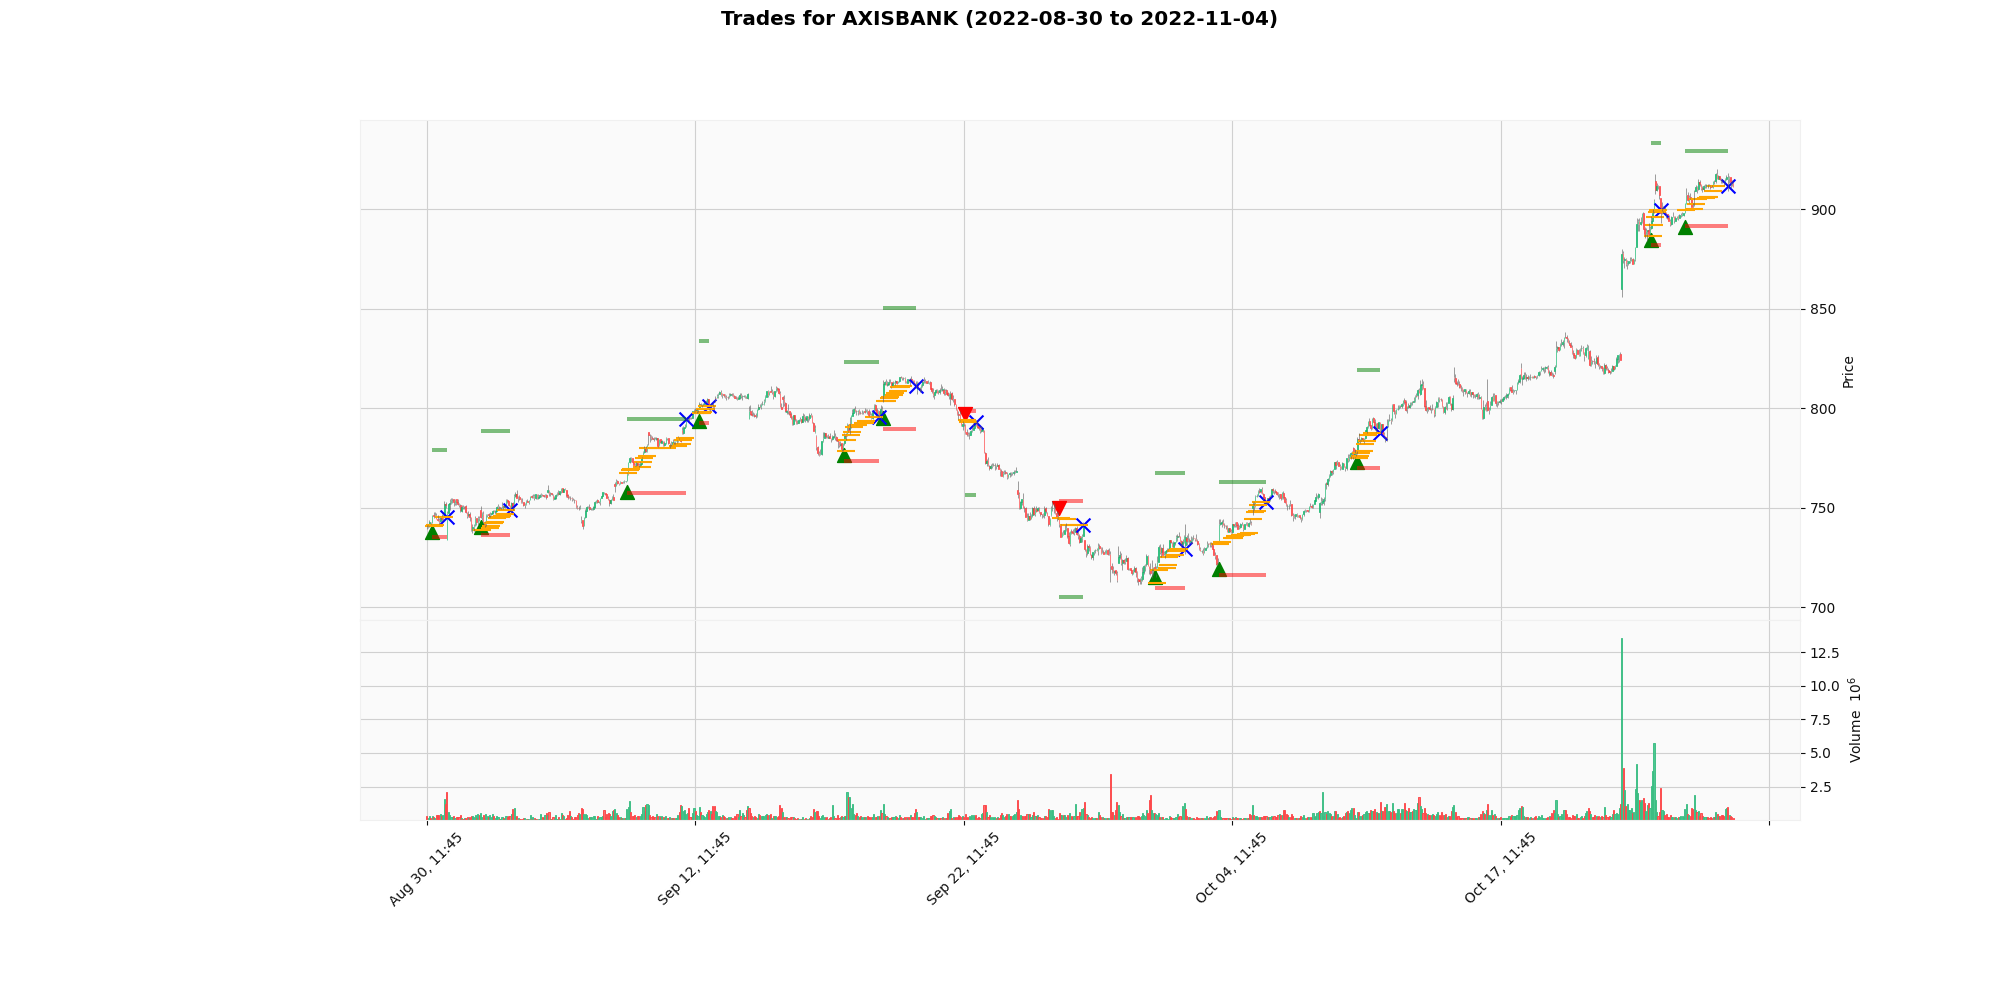 Trades for AXISBANK (2022-08-30 to 2022-11-04)
900
850
800
750
700
Price
12.5
10.0
7.5
5.0
2.5
Volume 10^6
Aug 30, 11:45
Sep 12, 11:45
Sep 22, 11:45
Oct 04, 11:45
Oct 17, 11:45